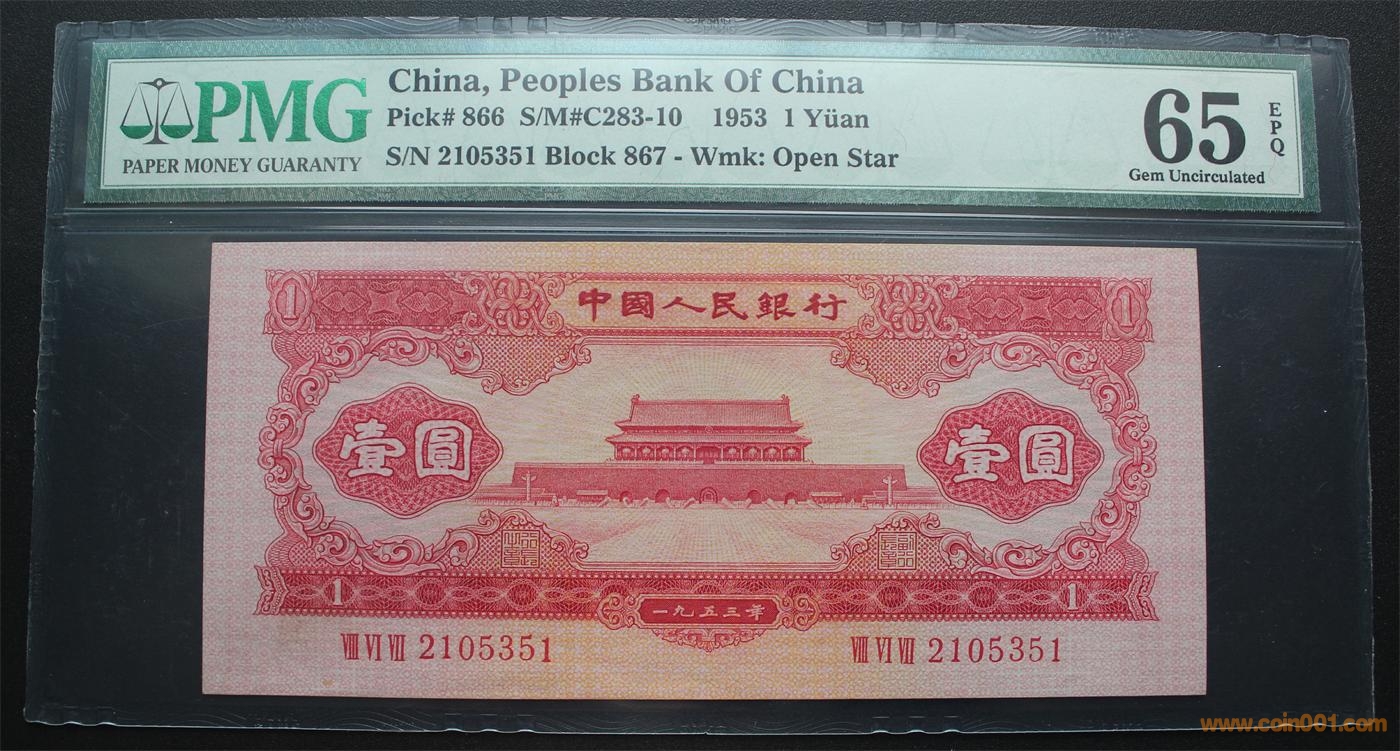 PMG
PAPER MONEY GUARANTY
China, Peoples Bank Of China
Pick# 866 S/M#C283-10 1953 1 Yüan
S/N 2105351 Block 867 - Wmk: Open Star
65
EPQ
Gem Uncirculated
1 中國人民銀行 1
壹圓 壹圓
1 一九五三年 1
VIII VI VII 2105351 VIII VI VII 2105351
www.coin001.com